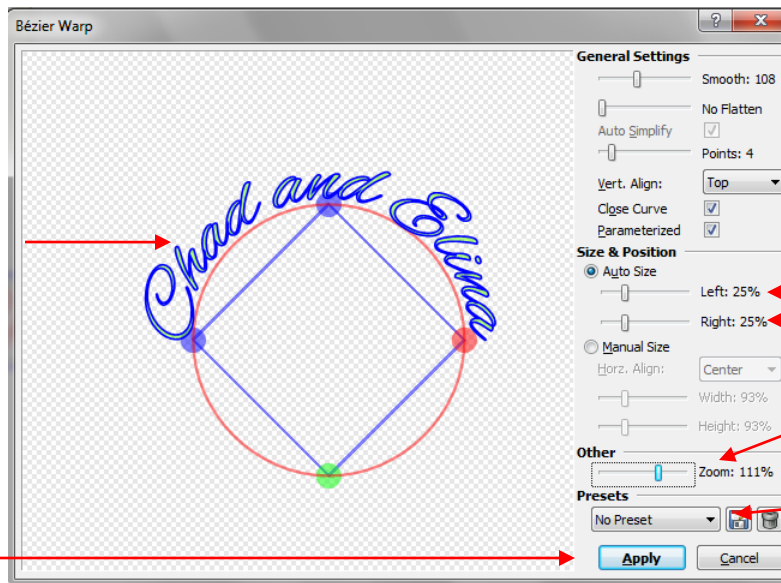 Bézier Warp
General Settings
Smooth: 108
No Flatten
Auto Simplify
Points: 4
Vert. Align: Top
Close Curve
Parameterized
Size & Position
Auto Size
Left: 25%
Right: 25%
Manual Size
Horz. Align: Center
Width: 93%
Height: 93%
Other
Zoom: 111%
Presets
No Preset
Apply Cancel
Chad and Elina